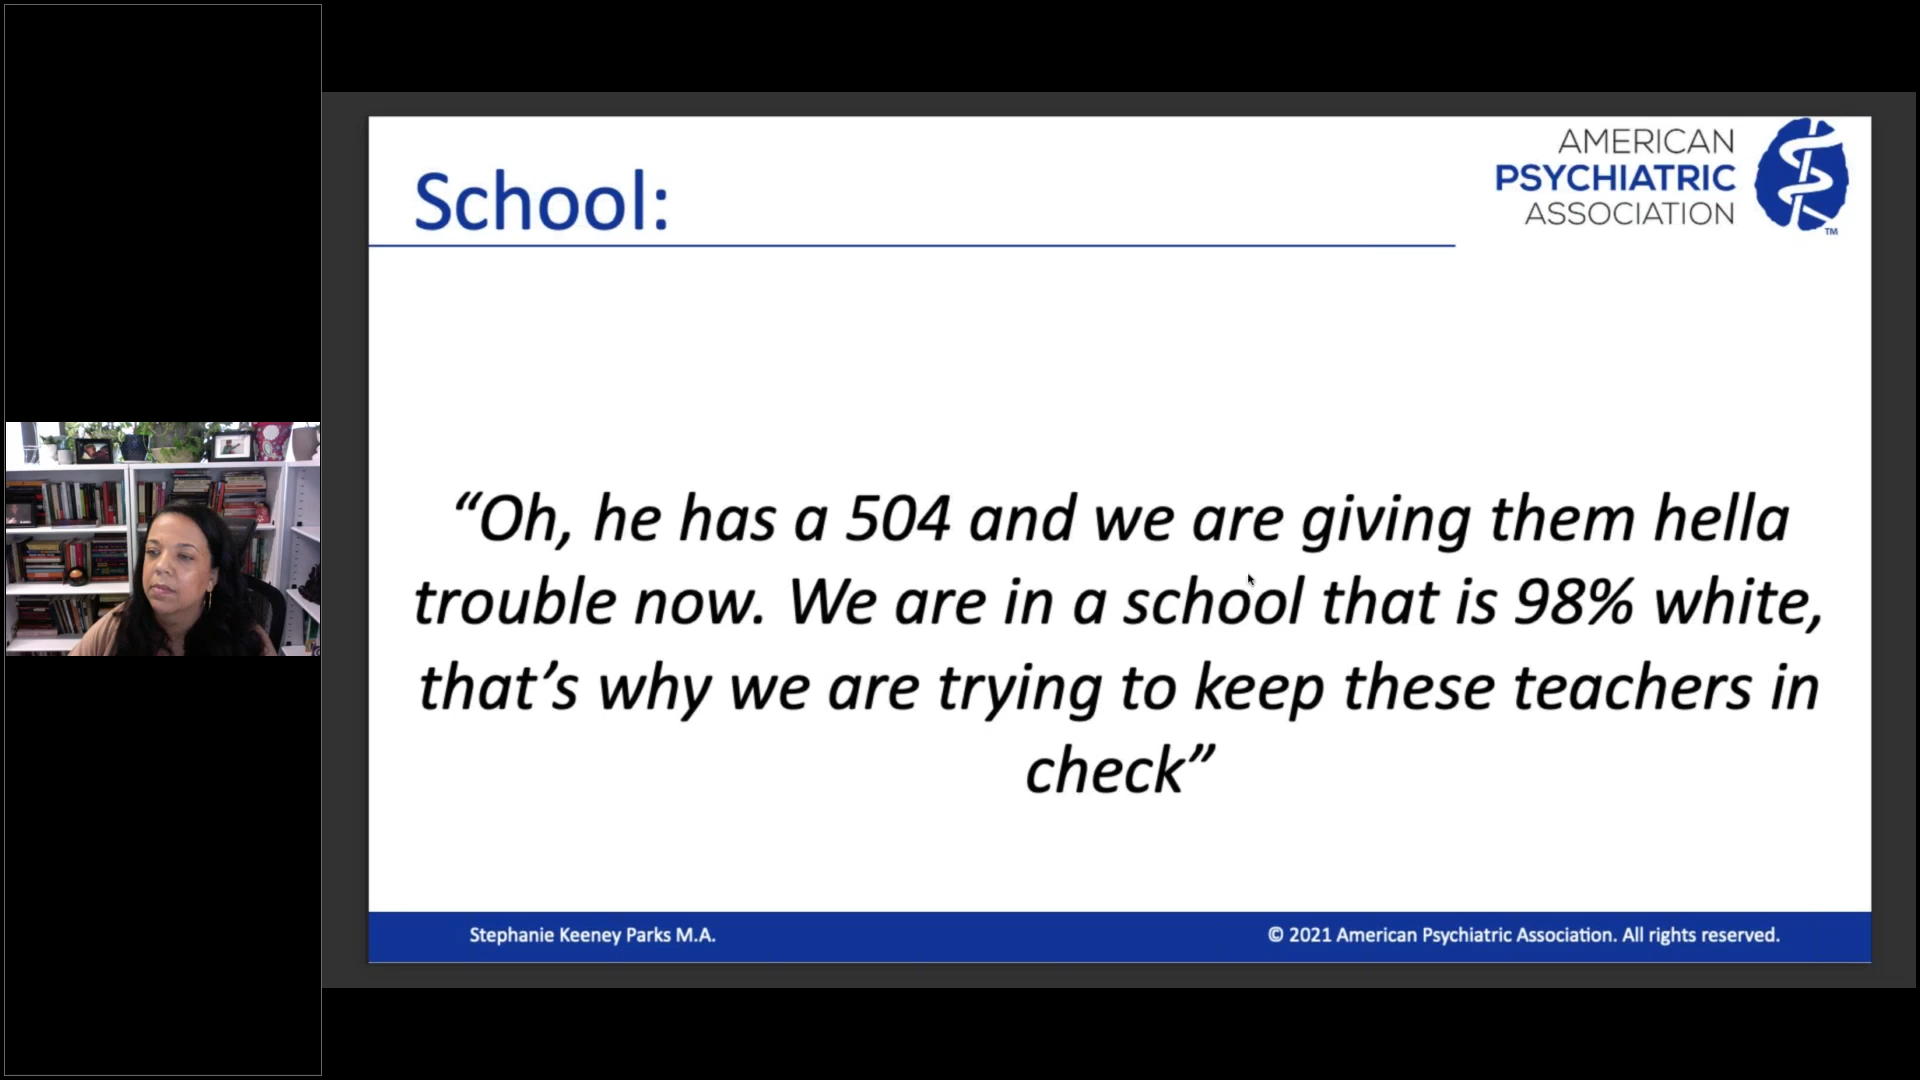 School:
AMERICAN
PSYCHIATRIC
ASSOCIATION
TM
“Oh, he has a 504 and we are giving them hella
trouble now. We are in a school that is 98% white,
that’s why we are trying to keep these teachers in
check”
Stephanie Keeney Parks M.A.
© 2021 American Psychiatric Association. All rights reserved.